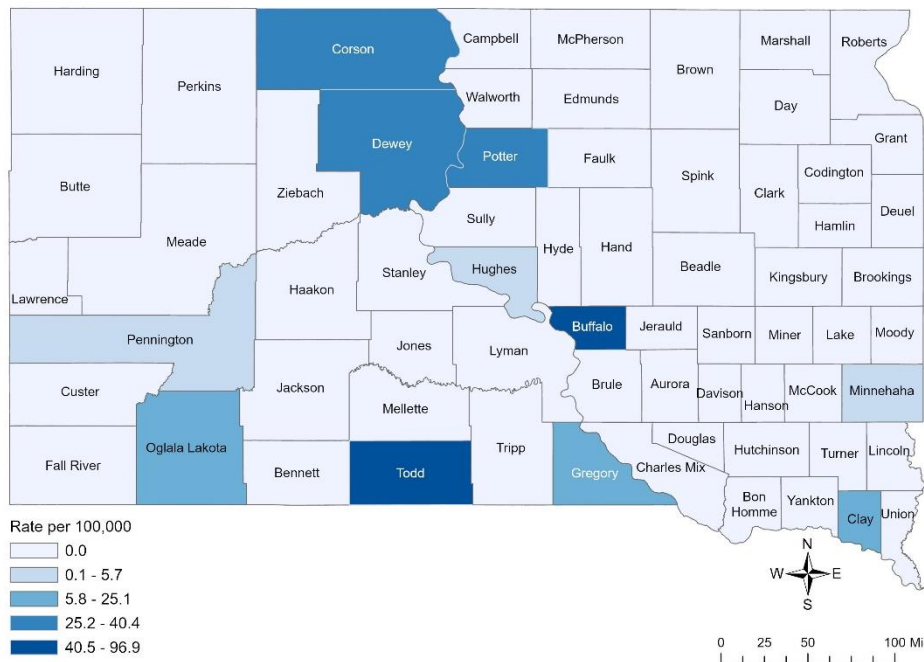 Corson
Campbell
McPherson
Marshall
Roberts
Harding
Perkins
Brown
Walworth
Edmunds
Day
Dewey
Potter
Faulk
Grant
Butte
Ziebach
Spink
Clark
Codington
Deuel
Sully
Hamlin
Meade
Hyde
Hand
Stanley
Hughes
Beadle
Kingsbury
Brookings
Lawrence
Haakon
Pennington
Buffalo
Jerauld
Sanborn
Miner
Lake
Moody
Jones
Lyman
Custer
Jackson
Brule
Aurora
Davison
Hanson
McCook
Minnehaha
Mellette
Oglala Lakota
Tripp
Douglas
Hutchinson
Turner
Lincoln
Fall River
Bennett
Todd
Gregory
Charles Mix
Bon
Homme
Yankton
Clay
Union
Rate per 100,000
0.0
0.1 - 5.7
5.8 - 25.1
25.2 - 40.4
40.5 - 96.9
N
W E
S
0 25 50 100 Mi